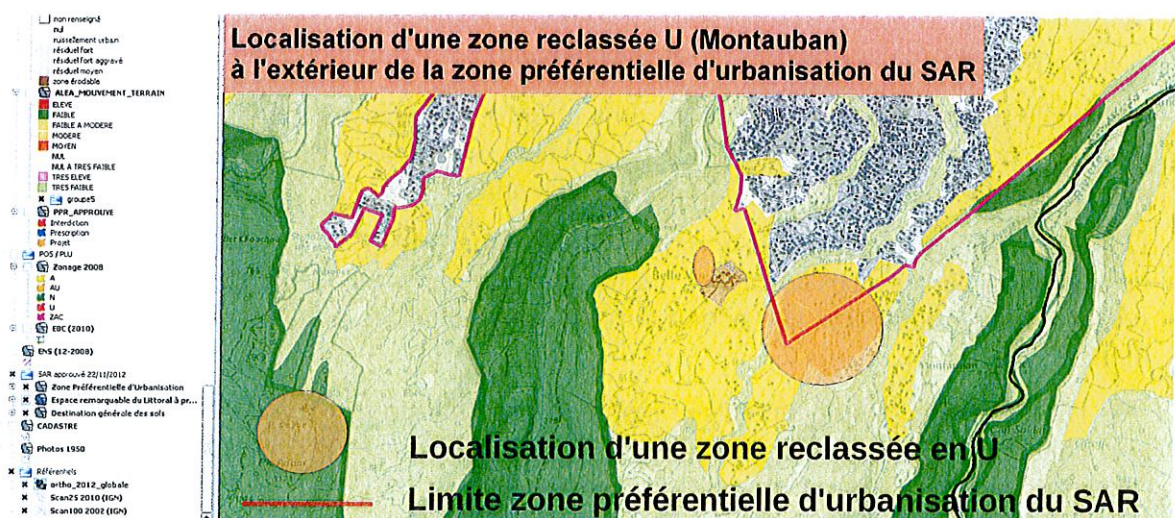 non renseigné
nul
ruissellement urbain
résiduel fort
résiduel fort aggravé
résiduel moyen
zone érodable
ALEA_MOUVEMENT_TERRAIN
ELEVE
FAIBLE
FAIBLE A MODERE
MODERE
MOYEN
NUL
NUL A TRES FAIBLE
TRES ELEVE
TRES FAIBLE
groupe5
PPR_APPROUVE
Interdiction
Prescription
Projet
POS / PLU
Zonage 2008
A
AU
N
U
ZAC
EBC (2010)
ENS (12-2008)
SAR approuvé 22/11/2012
Zone Préférentielle d'Urbanisation
Espace remarquable du Littoral à pr...
Destination générale des sols
CADASTRE
Photos 1950
Référentiels
ortho_2012_globale
Scan25 2010 (IGN)
Scan100 2002 (IGN)
Localisation d'une zone reclassée U (Montauban)
à l'extérieur de la zone préférentielle d'urbanisation du SAR
Montauban
Localisation d'une zone reclassée en U
Limite zone préférentielle d'urbanisation du SAR